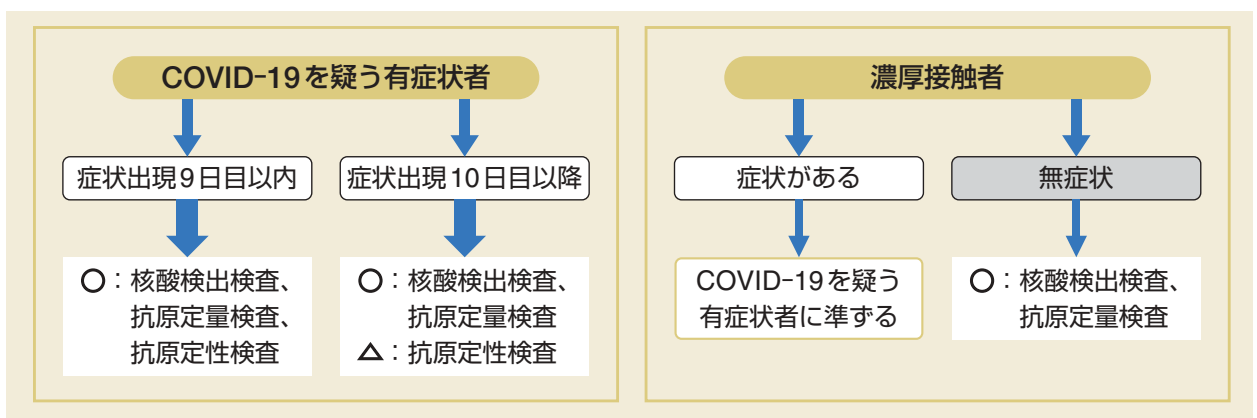 COVID-19を疑う有症状者
症状出現9日目以内
症状出現10日目以降
○：核酸検出検査、
抗原定量検査、
抗原定性検査
○：核酸検出検査、
抗原定量検査
△：抗原定性検査
濃厚接触者
症状がある
無症状
COVID-19を疑う
有症状者に準ずる
○：核酸検出検査、
抗原定量検査